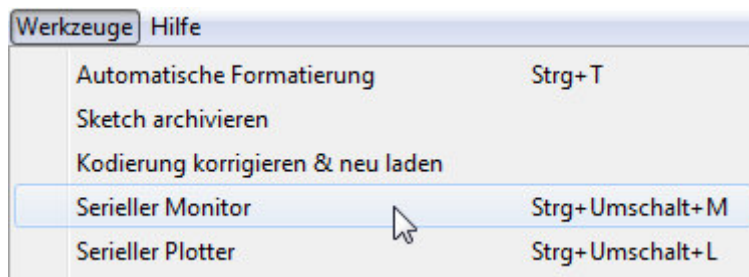 Werkzeuge Hilfe
Automatische Formatierung Strg+T
Sketch archivieren
Kodierung korrigieren & neu laden
Serieller Monitor Strg+Umschalt+M
Serieller Plotter Strg+Umschalt+L